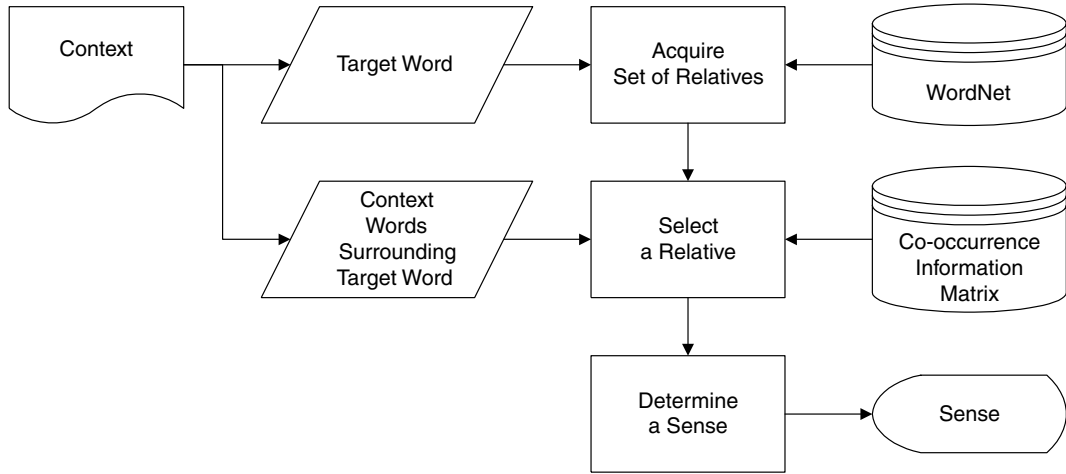 Context
Target Word
Acquire
Set of Relatives
WordNet
Context
Words
Surrounding
Target Word
Select
a Relative
Co-occurrence
Information
Matrix
Determine
a Sense
Sense